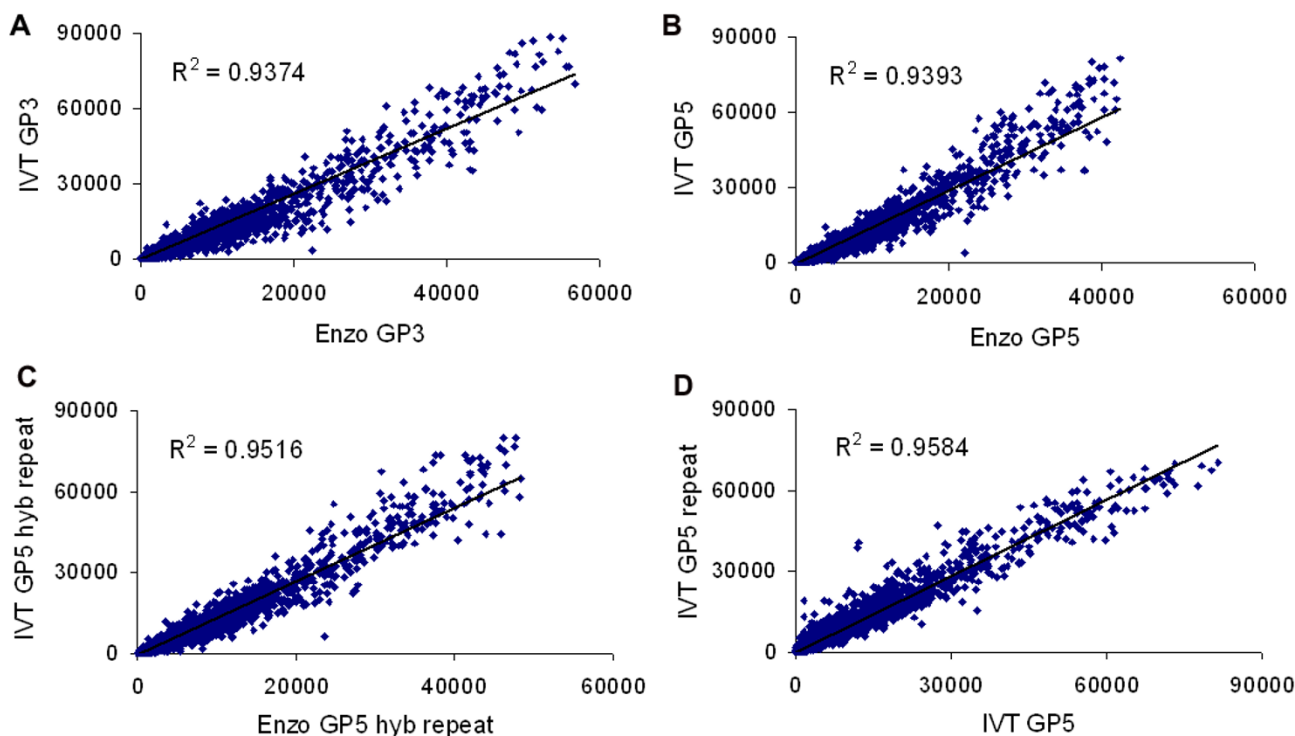 A
90000
R² = 0.9374
60000
IVT GP3
30000
0
0 20000 40000 60000
Enzo GP3
B
90000
R² = 0.9393
60000
IVT GP5
30000
0
0 20000 40000 60000
Enzo GP5
C
90000
R² = 0.9516
60000
IVT GP5 hyb repeat
30000
0
0 20000 40000 60000
Enzo GP5 hyb repeat
D
90000
R² = 0.9584
60000
IVT GP5 repeat
30000
0
0 30000 60000 90000
IVT GP5